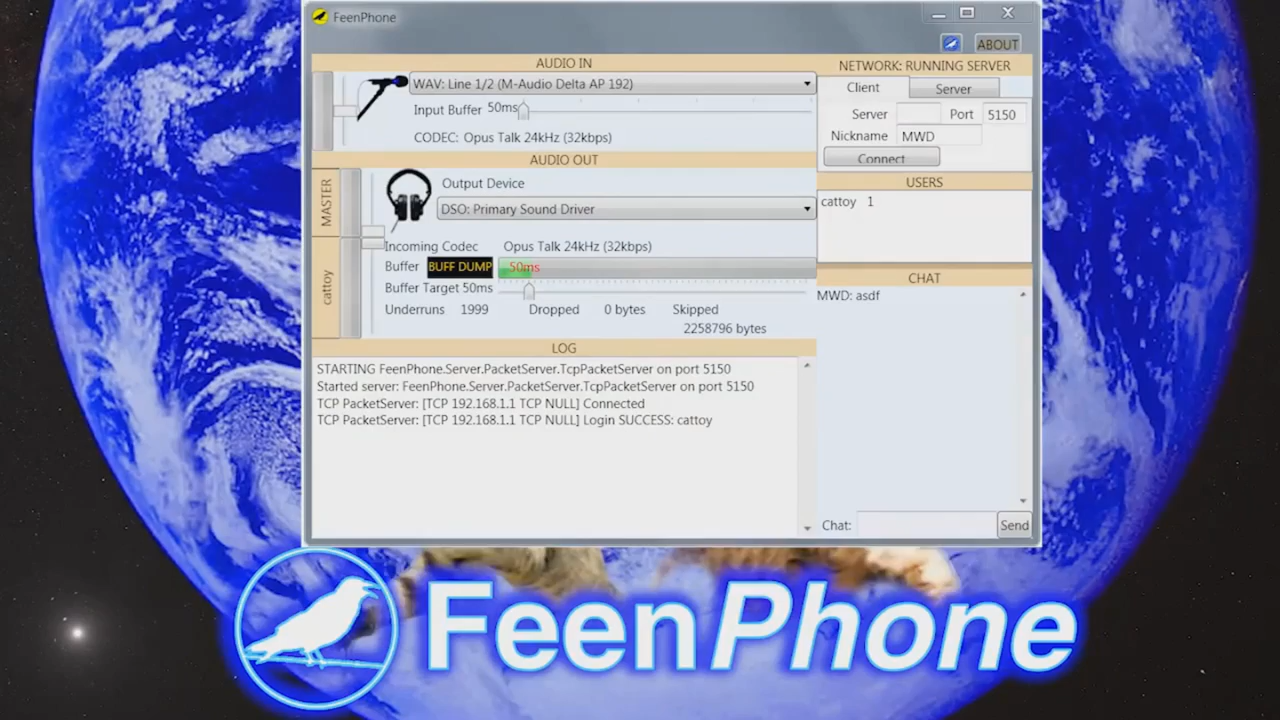 FeenPhone
ABOUT
AUDIO IN
WAV: Line 1/2 (M-Audio Delta AP 192)
Input Buffer 50ms
CODEC: Opus Talk 24kHz (32kbps)
NETWORK: RUNNING SERVER
Client Server
Server Port 5150
Nickname MWD
Connect
AUDIO OUT
MASTER
cattoy
Output Device
DSO: Primary Sound Driver
Incoming Codec Opus Talk 24kHz (32kbps)
Buffer BUFF DUMP 50ms
Buffer Target 50ms
Underruns 1999 Dropped 0 bytes Skipped
2258796 bytes
USERS
cattoy 1
CHAT
MWD: asdf
LOG
STARTING FeenPhone.Server.PacketServer.TcpPacketServer on port 5150
Started server: FeenPhone.Server.PacketServer.TcpPacketServer on port 5150
TCP PacketServer: [TCP 192.168.1.1 TCP NULL] Connected
TCP PacketServer: [TCP 192.168.1.1 TCP NULL] Login SUCCESS: cattoy
Chat: Send
FeenPhone